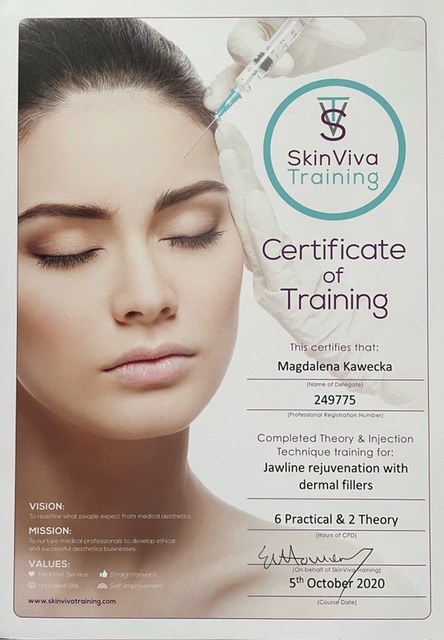 SkinViva
Training
Certificate
of
Training
This certifies that:
Magdalena Kawecka
(Name of Delegate)
249775
(Professional Registration Number)
Completed Theory & Injection
Technique training for:
Jawline rejuvenation with
dermal fillers
6 Practical & 2 Theory
(Hours of CPD)
(On behalf of SkinViva Training)
5th October 2020
(Course Date)
VISION:
To redefine what people expect from medical aesthetics
MISSION:
To nurture medical professionals to develop ethical
and successful aesthetics businesses
VALUES:
Service
Straightforward
Skill
Self improvement
www.skinvivatraining.com